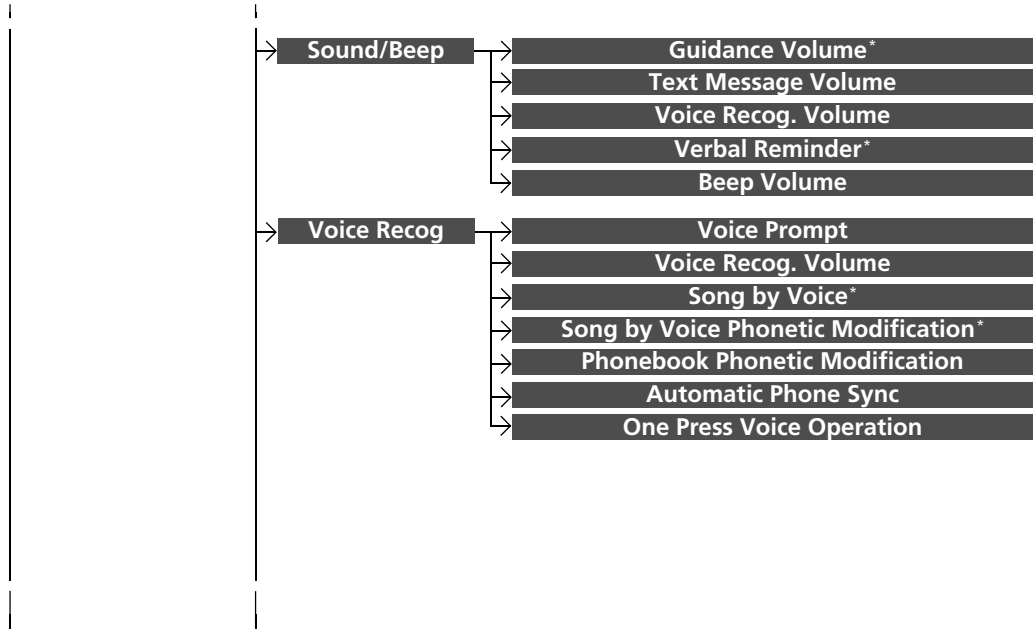 Sound/Beep
Guidance Volume*
Text Message Volume
Voice Recog. Volume
Verbal Reminder*
Beep Volume
Voice Recog
Voice Prompt
Voice Recog. Volume
Song by Voice*
Song by Voice Phonetic Modification*
Phonebook Phonetic Modification
Automatic Phone Sync
One Press Voice Operation